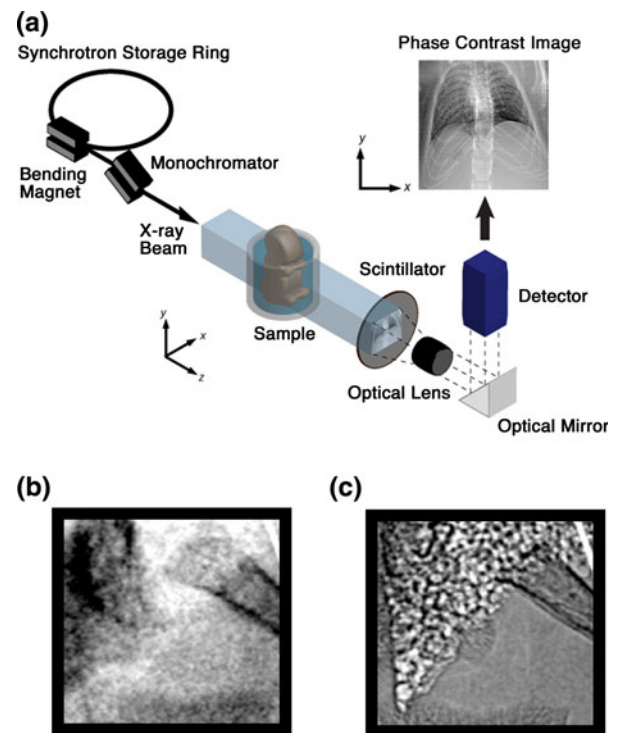 (a)
Synchrotron Storage Ring
Phase Contrast Image
y
x
Monochromator
Bending
Magnet
X-ray
Beam
Scintillator
Detector
Sample
y
x
z
Optical Lens
Optical Mirror
(b)
(c)